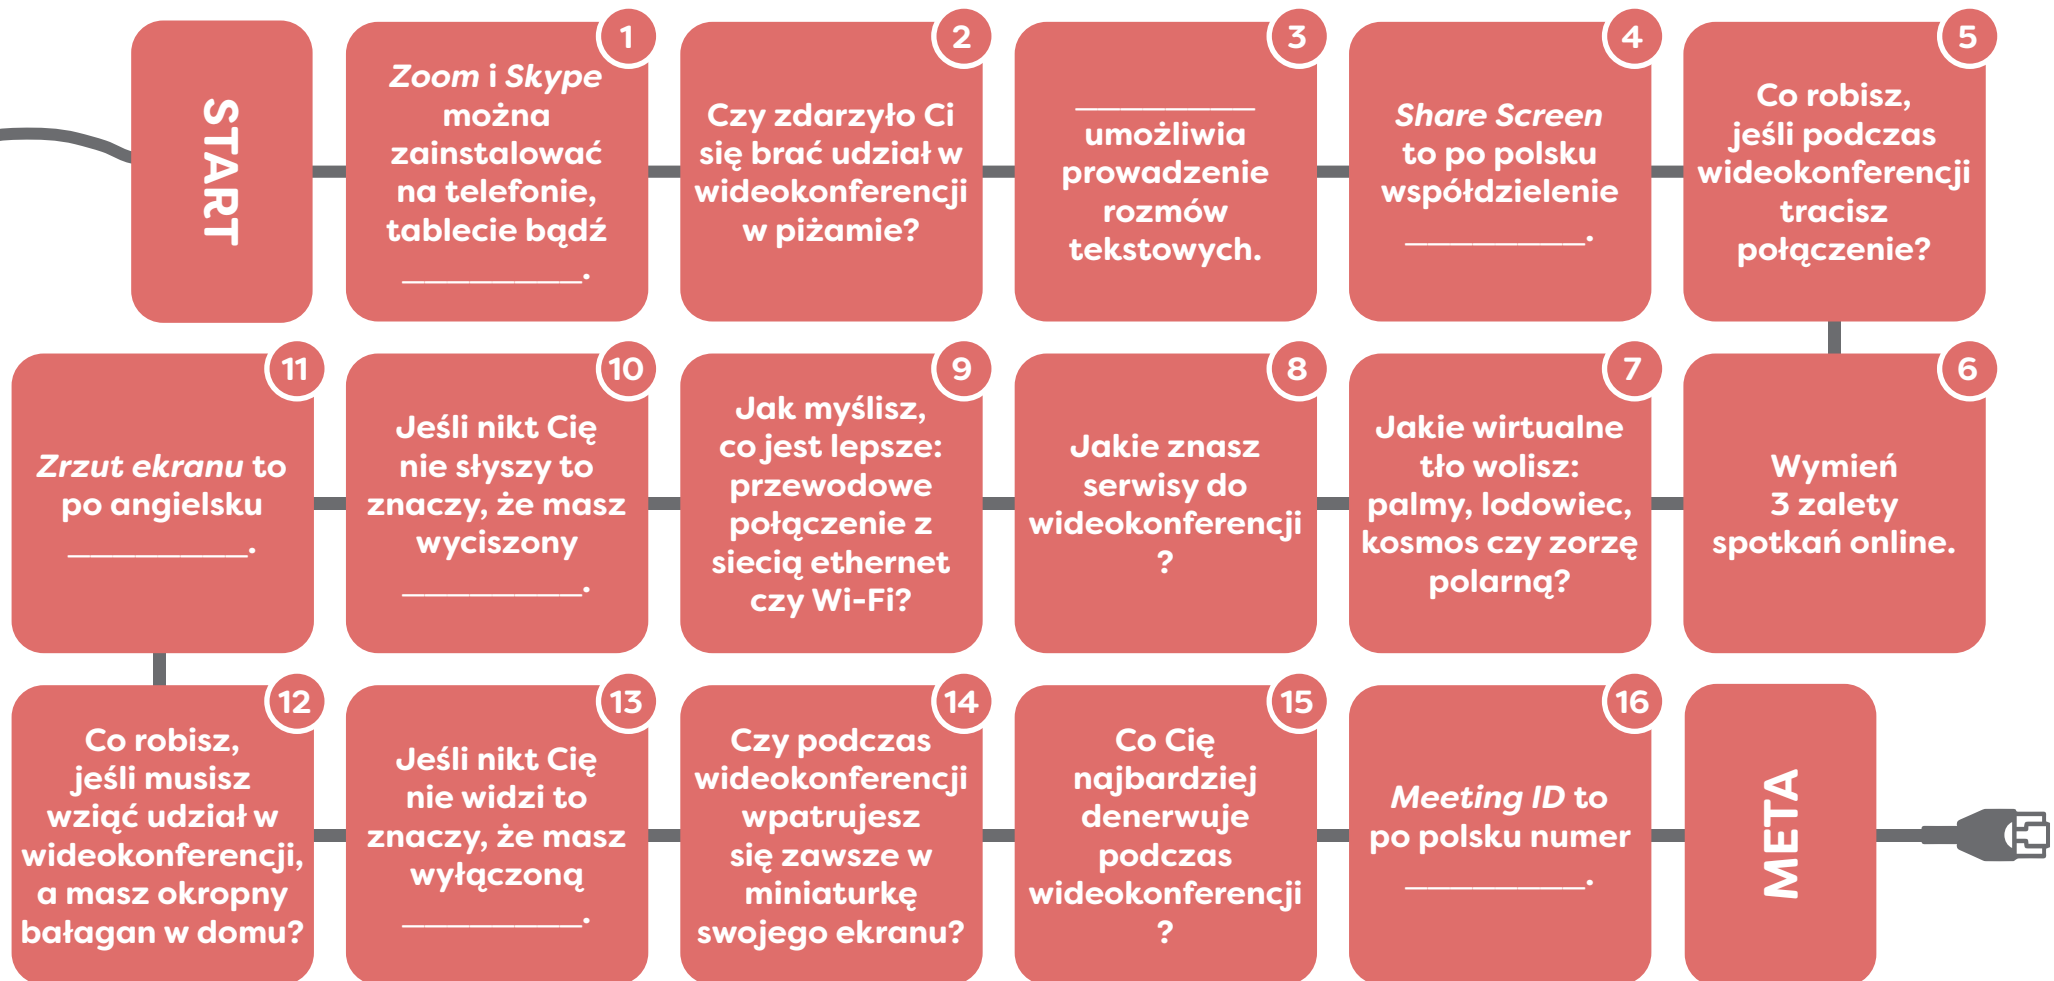 START
1
Zoom i Skype
można
zainstalować
na telefonie,
tablecie bądź
________.
2
Czy zdarzyło Ci
się brać udział w
wideokonferencji
w piżamie?
3
________
umożliwia
prowadzenie
rozmów
tekstowych.
4
Share Screen
to po polsku
współdzielenie
________.
5
Co robisz,
jeśli podczas
wideokonferencji
tracisz
połączenie?
6
Wymień
3 zalety
spotkań online.
7
Jakie wirtualne
tło wolisz:
palmy, lodowiec,
kosmos czy zorzę
polarną?
8
Jakie znasz
serwisy do
wideokonferencji
?
9
Jak myślisz,
co jest lepsze:
przewodowe
połączenie z
siecią ethernet
czy Wi-Fi?
10
Jeśli nikt Cię
nie słyszy to
znaczy, że masz
wyciszony
________.
11
Zrzut ekranu to
po angielsku
________.
12
Co robisz,
jeśli musisz
wziąć udział w
wideokonferencji,
a masz okropny
bałagan w domu?
13
Jeśli nikt Cię
nie widzi to
znaczy, że masz
wyłączoną
________.
14
Czy podczas
wideokonferencji
wpatrujesz
się zawsze w
miniaturkę
swojego ekranu?
15
Co Cię
najbardziej
denerwuje
podczas
wideokonferencji
?
16
Meeting ID to
po polsku numer
________.
META